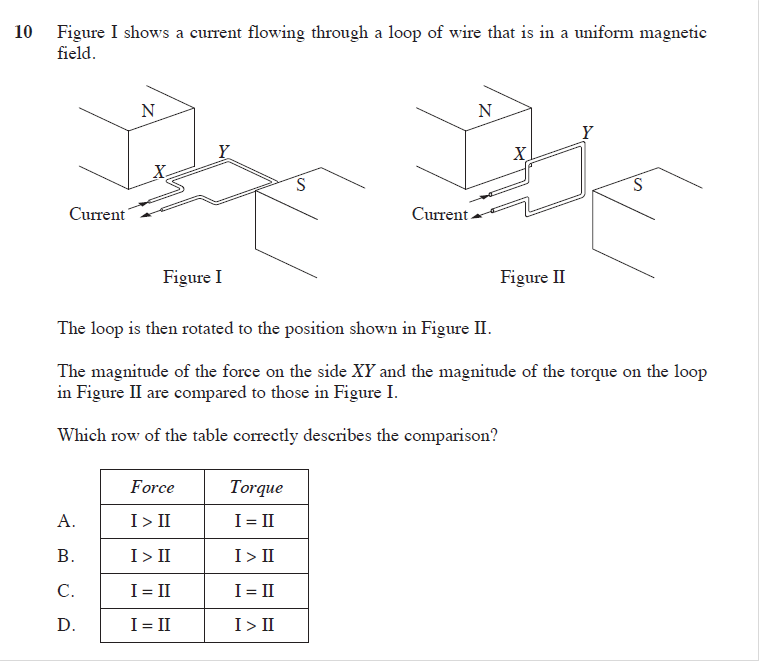 10 Figure I shows a current flowing through a loop of wire that is in a uniform magnetic
field.
N
X
Y
S
Current
Figure I
N
X
Y
S
Current
Figure II
The loop is then rotated to the position shown in Figure II.
The magnitude of the force on the side XY and the magnitude of the torque on the loop
in Figure II are compared to those in Figure I.
Which row of the table correctly describes the comparison?
Force Torque
A. I > II I = II
B. I > II I > II
C. I = II I = II
D. I = II I > II